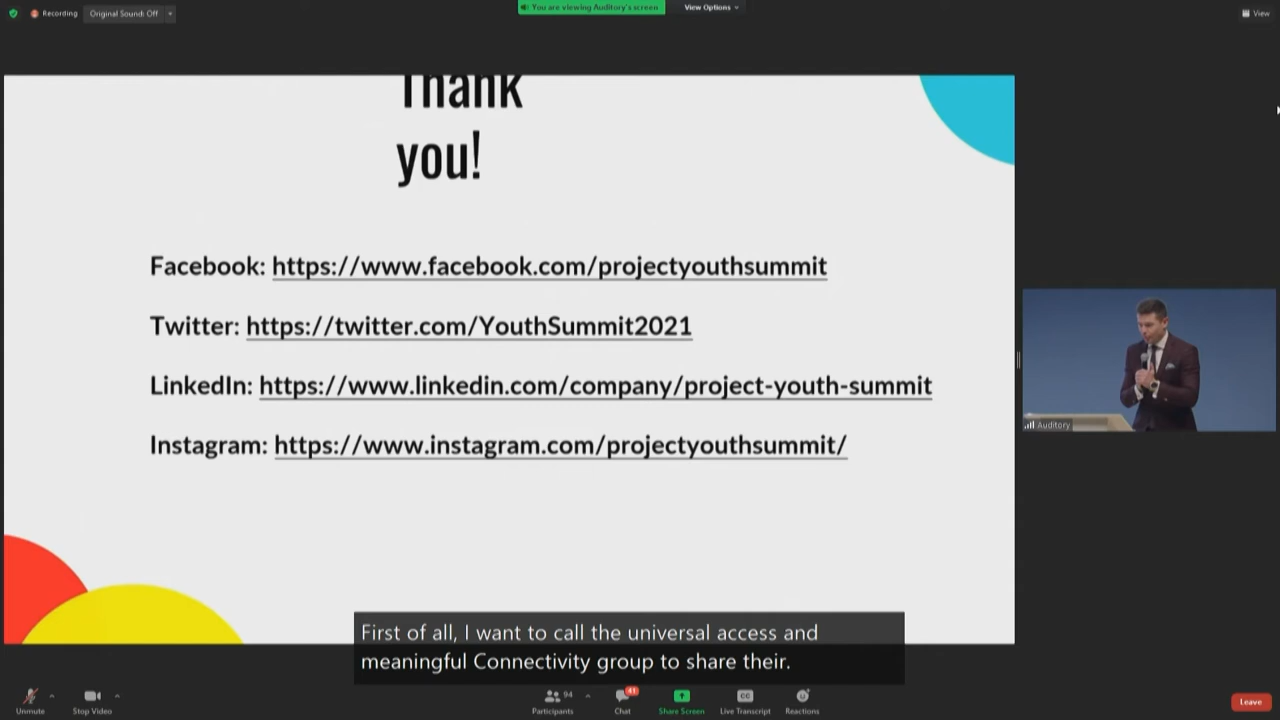 Recording
Original Sound: Off
You are viewing Auditory's screen
View Options
View
Thank
you!
Facebook: https://www.facebook.com/projectyouthsummit
Twitter: https://twitter.com/YouthSummit2021
LinkedIn: https://www.linkedin.com/company/project-youth-summit
Instagram: https://www.instagram.com/projectyouthsummit/
Auditory
First of all, I want to call the universal access and
meaningful Connectivity group to share their.
Unmute
Stop Video
94
Participants
41
Chat
Share Screen
CC
Live Transcript
Reactions
Leave